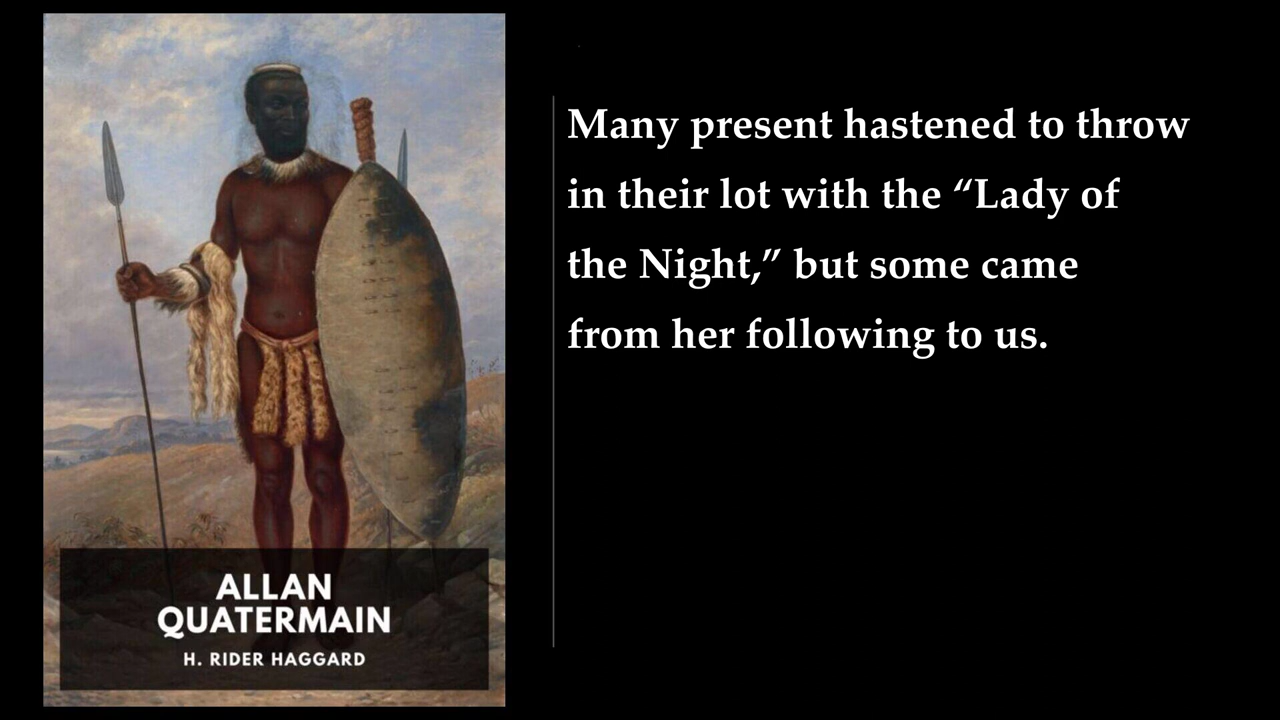 Many present hastened to throw
in their lot with the “Lady of
the Night,” but some came
from her following to us.
ALLAN
QUATERMAIN
H. RIDER HAGGARD